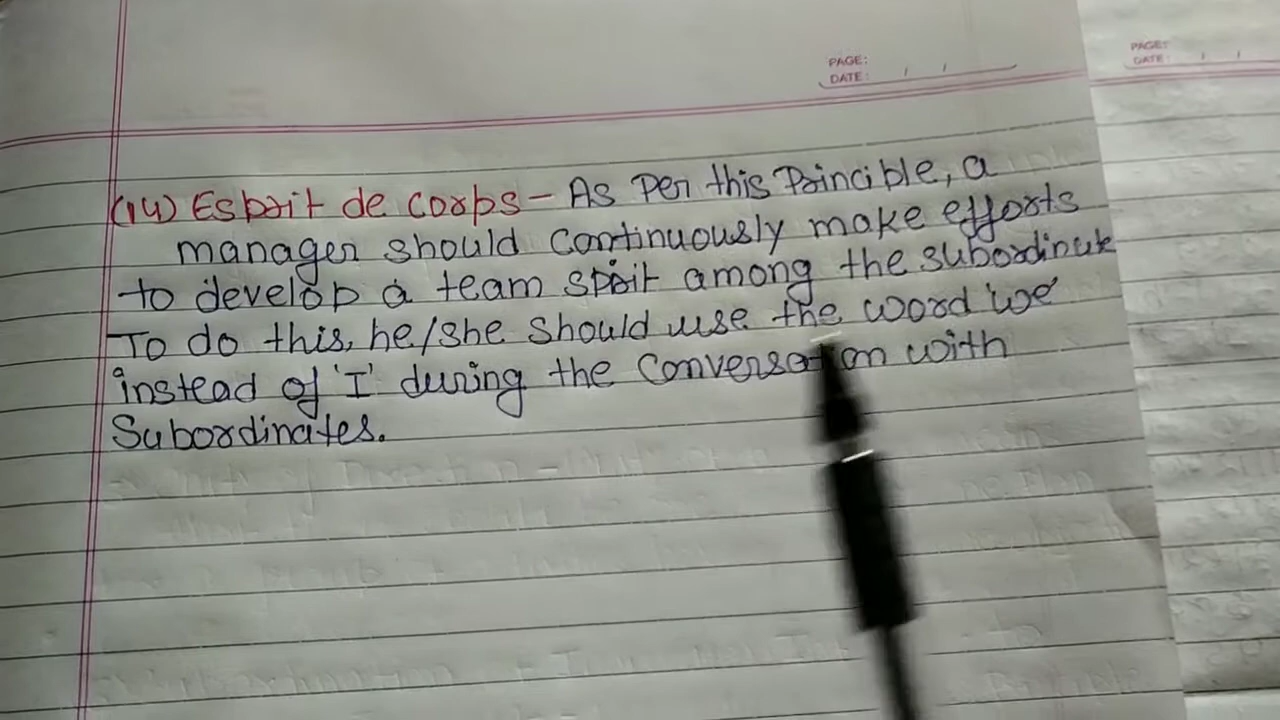 PAGE:
DATE: / /
PAGE:
DATE: / /
(14) Esprit de corps - As Per this Principle, a
manager should continuously make efforts
to develop a team spirit among the subordinate
To do this, he/she should use the word 'we'
instead of 'I' during the Conversation with
Subordinates.